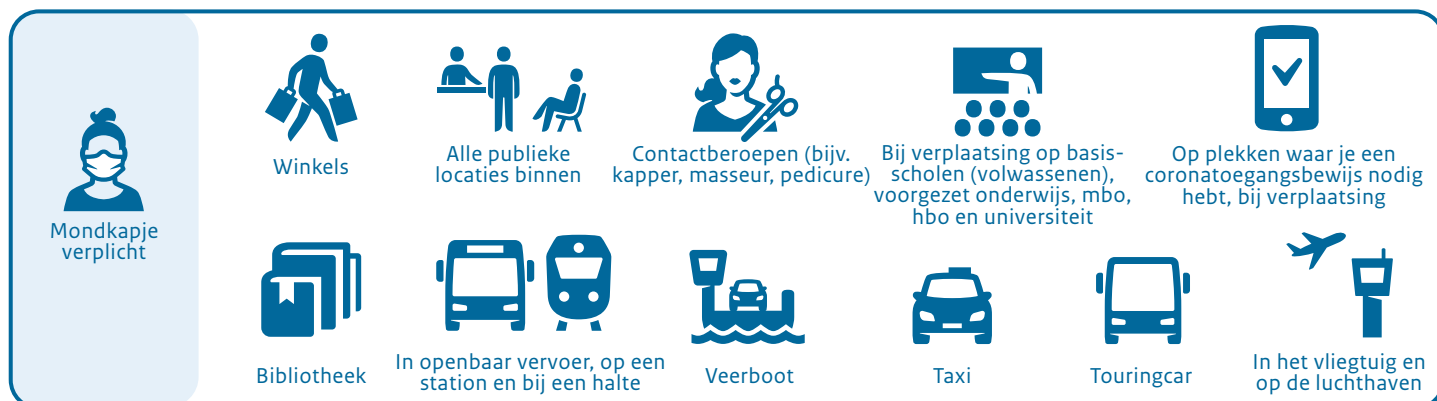 Mondkapje
verplicht
Winkels
Alle publieke
locaties binnen
Contactberoepen (bijv.
kapper, masseur, pedicure)
Bij verplaatsing op basis-
scholen (volwassenen),
voorgezet onderwijs, mbo,
hbo en universiteit
Op plekken waar je een
coronatoegangsbewijs nodig
hebt, bij verplaatsing
Bibliotheek
In openbaar vervoer, op een
station en bij een halte
Veerboot
Taxi
Touringcar
In het vliegtuig en
op de luchthaven